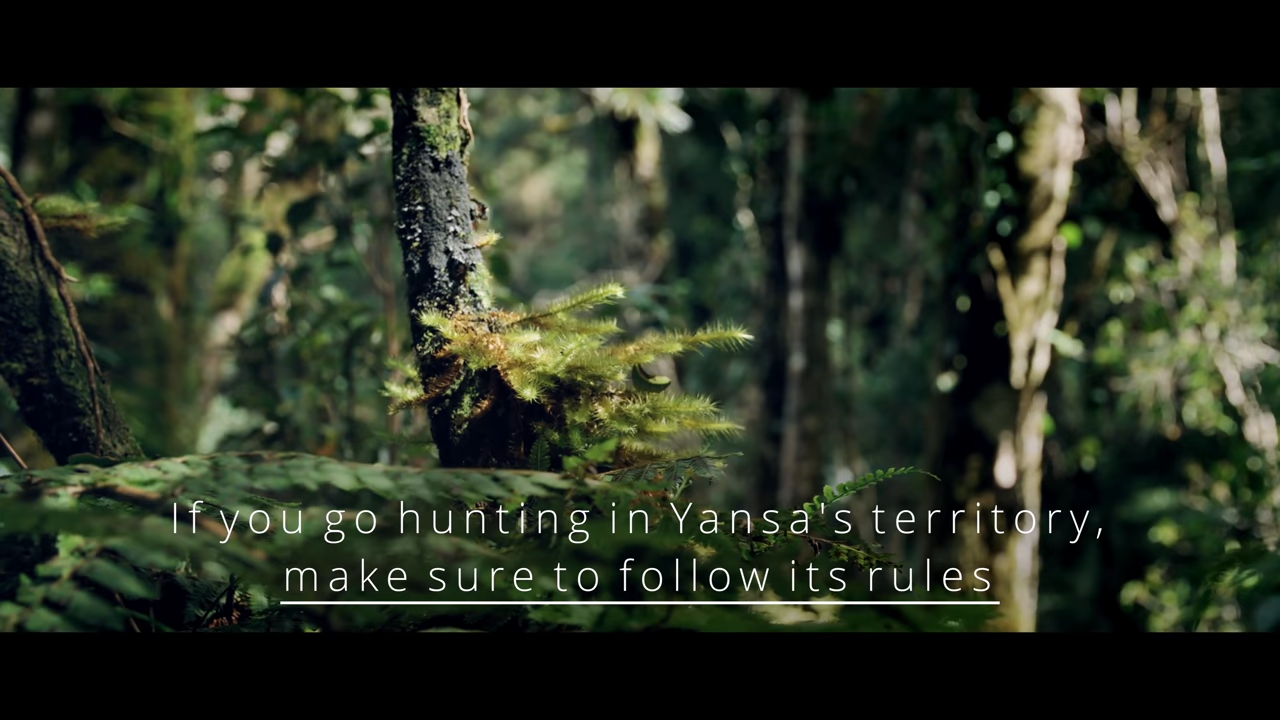 If you go hunting in Yansa's territory,
make sure to follow its rules